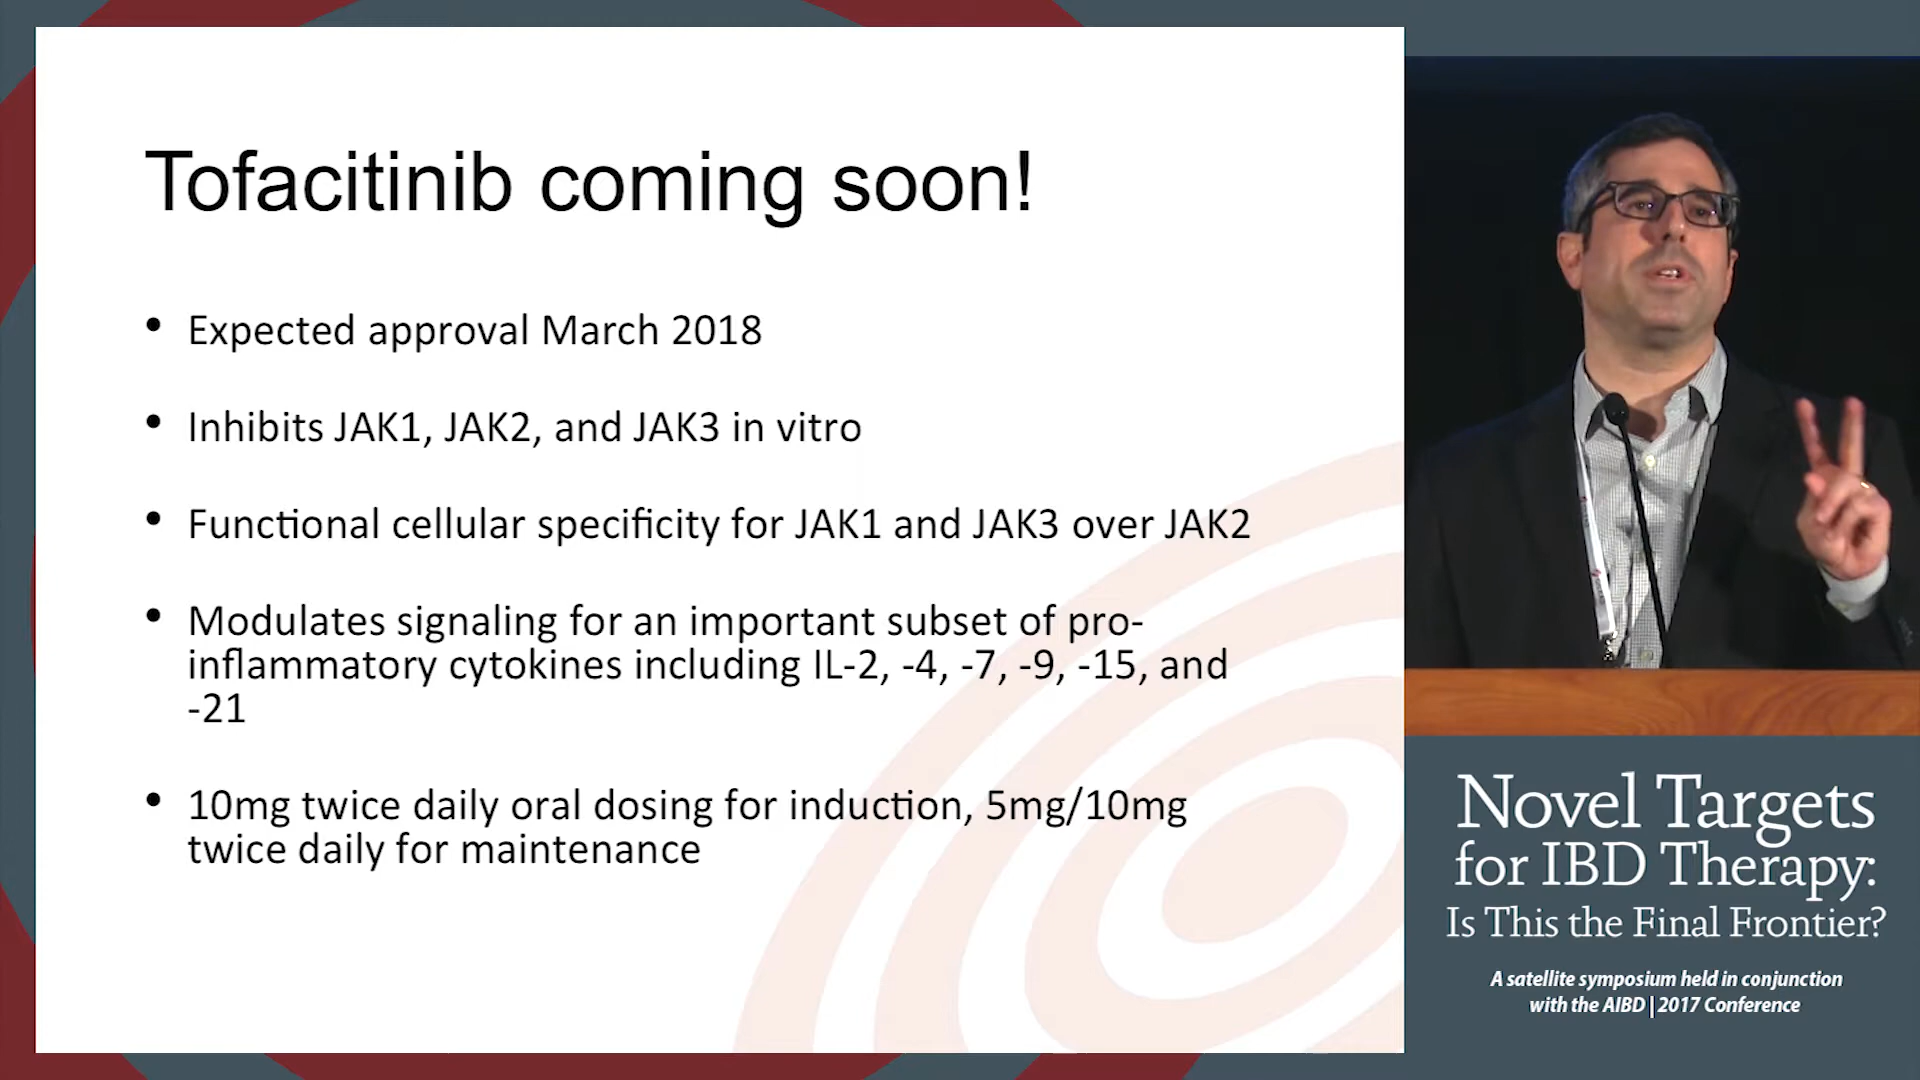 Tofacitinib coming soon!
• Expected approval March 2018
• Inhibits JAK1, JAK2, and JAK3 in vitro
• Functional cellular specificity for JAK1 and JAK3 over JAK2
• Modulates signaling for an important subset of pro-
inflammatory cytokines including IL-2, -4, -7, -9, -15, and
-21
• 10mg twice daily oral dosing for induction, 5mg/10mg
twice daily for maintenance
Novel Targets
for IBD Therapy:
Is This the Final Frontier?
A satellite symposium held in conjunction
with the AIBD | 2017 Conference